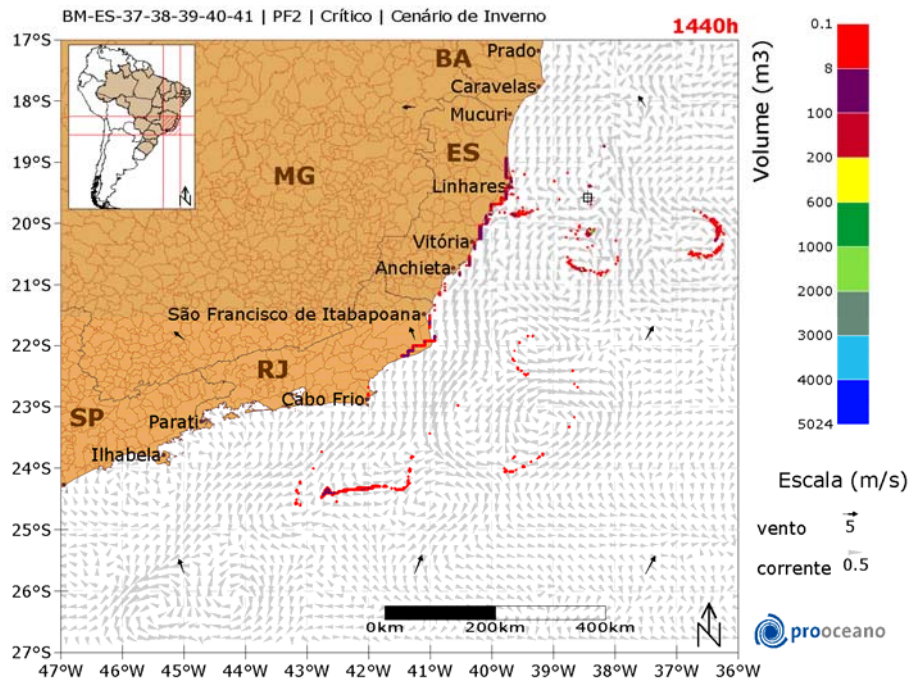 BM-ES-37-38-39-40-41 | PF2 | Crítico | Cenário de Inverno
1440h
17°S
18°S
19°S
20°S
21°S
22°S
23°S
24°S
25°S
26°S
27°S
47°W
46°W
45°W
44°W
43°W
42°W
41°W
40°W
39°W
38°W
37°W
36°W
BA
Prado
Caravelas
Mucuri
ES
MG
Linhares
Vitória
Anchieta
São Francisco de Itabapoana
RJ
Cabo Frio
SP
Parati
Ilhabela
0km
200km
400km
N
N
Volume (m3)
0.1
8
100
200
600
1000
2000
3000
4000
5024
Escala (m/s)
vento
5
corrente
0.5
prooceano